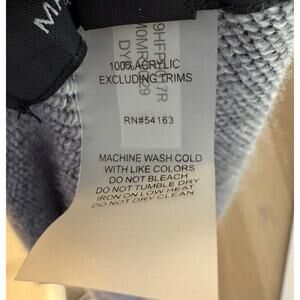 100% ACRYLIC
EXCLUDING TRIMS
RN#54163
MACHINE WASH COLD
WITH LIKE COLORS
DO NOT BLEACH
DO NOT TUMBLE DRY
IRON ON LOW HEAT
DO NOT DRY CLEAN